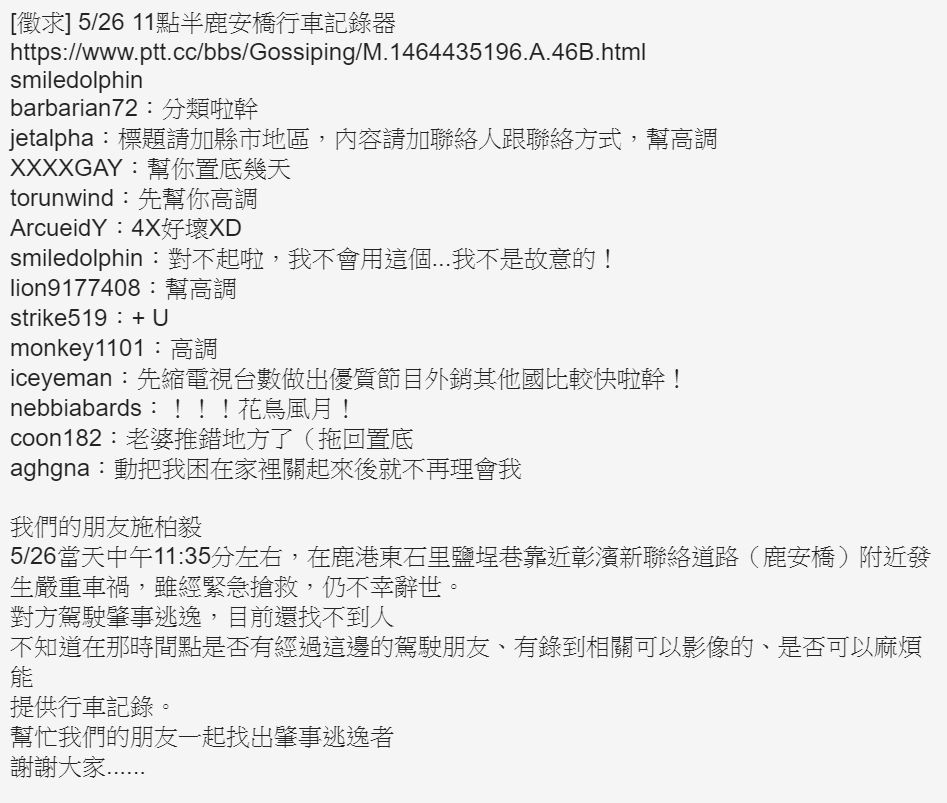 [徵求] 5/26 11點半鹿安橋行車記錄器
https://www.ptt.cc/bbs/Gossiping/M.1464435196.A.46B.html
smiledolphin
barbarian72：分類啦幹
jetalpha：標題請加縣市地區，內容請加聯絡人跟聯絡方式，幫高調
XXXXGAY：幫你置底幾天
torunwind：先幫你高調
ArcueidY：4X好壞XD
smiledolphin：對不起啦，我不會用這個...我不是故意的！
lion9177408：幫高調
strike519：+ U
monkey1101：高調
iceyeman：先縮電視台數做出優質節目外銷其他國比較快啦幹！
nebbiabards：！！！花鳥風月！
coon182：老婆推錯地方了（拖回置底
aghgna：動把我困在家裡關起來後就不再理會我
我們的朋友施柏毅
5/26當天中午11:35分左右，在鹿港東石里鹽埕巷靠近彰濱新聯絡道路（鹿安橋）附近發
生嚴重車禍，雖經緊急搶救，仍不幸辭世。
對方駕駛肇事逃逸，目前還找不到人
不知道在那時間點是否有經過這邊的駕駛朋友、有錄到相關可以影像的、是否可以麻煩
能
提供行車記錄。
幫忙我們的朋友一起找出肇事逃逸者
謝謝大家......